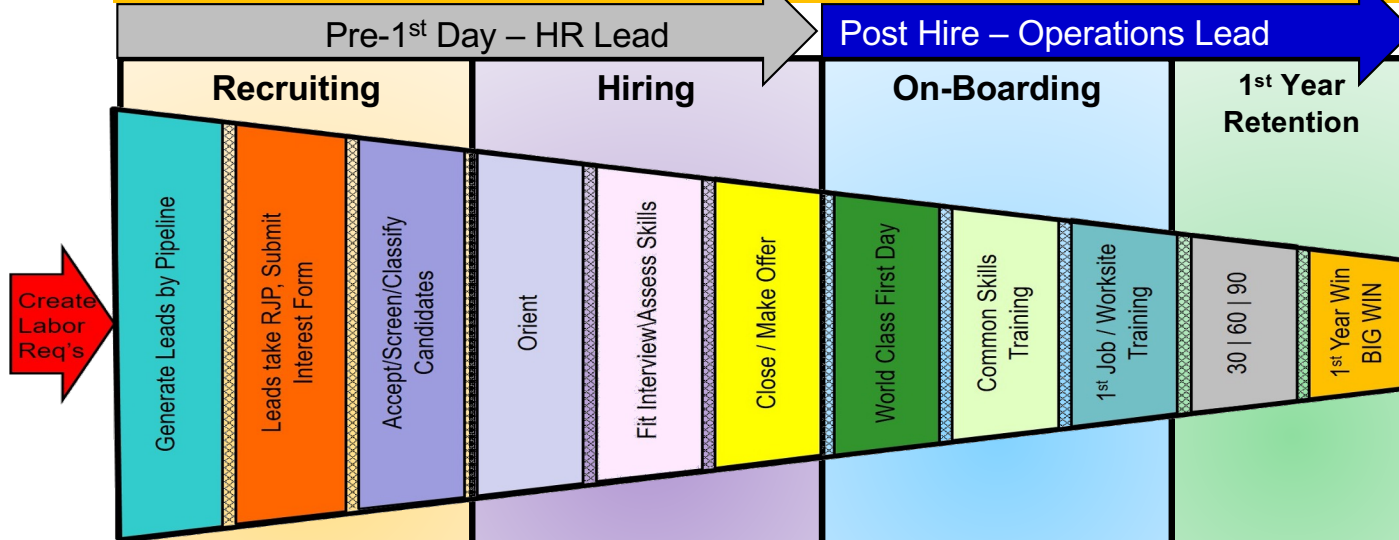 Pre-1st Day – HR Lead
Post Hire – Operations Lead
Recruiting
Hiring
On-Boarding
1st Year
Retention
Create
Labor
Req's
Generate Leads by Pipeline
Leads take RJP, Submit
Interest Form
Accept/Screen/Classify
Candidates
Orient
Fit Interview\Assess Skills
Close / Make Offer
World Class First Day
Common Skills
Training
1st Job / Worksite
Training
30 | 60 | 90
1st Year Win
BIG WIN